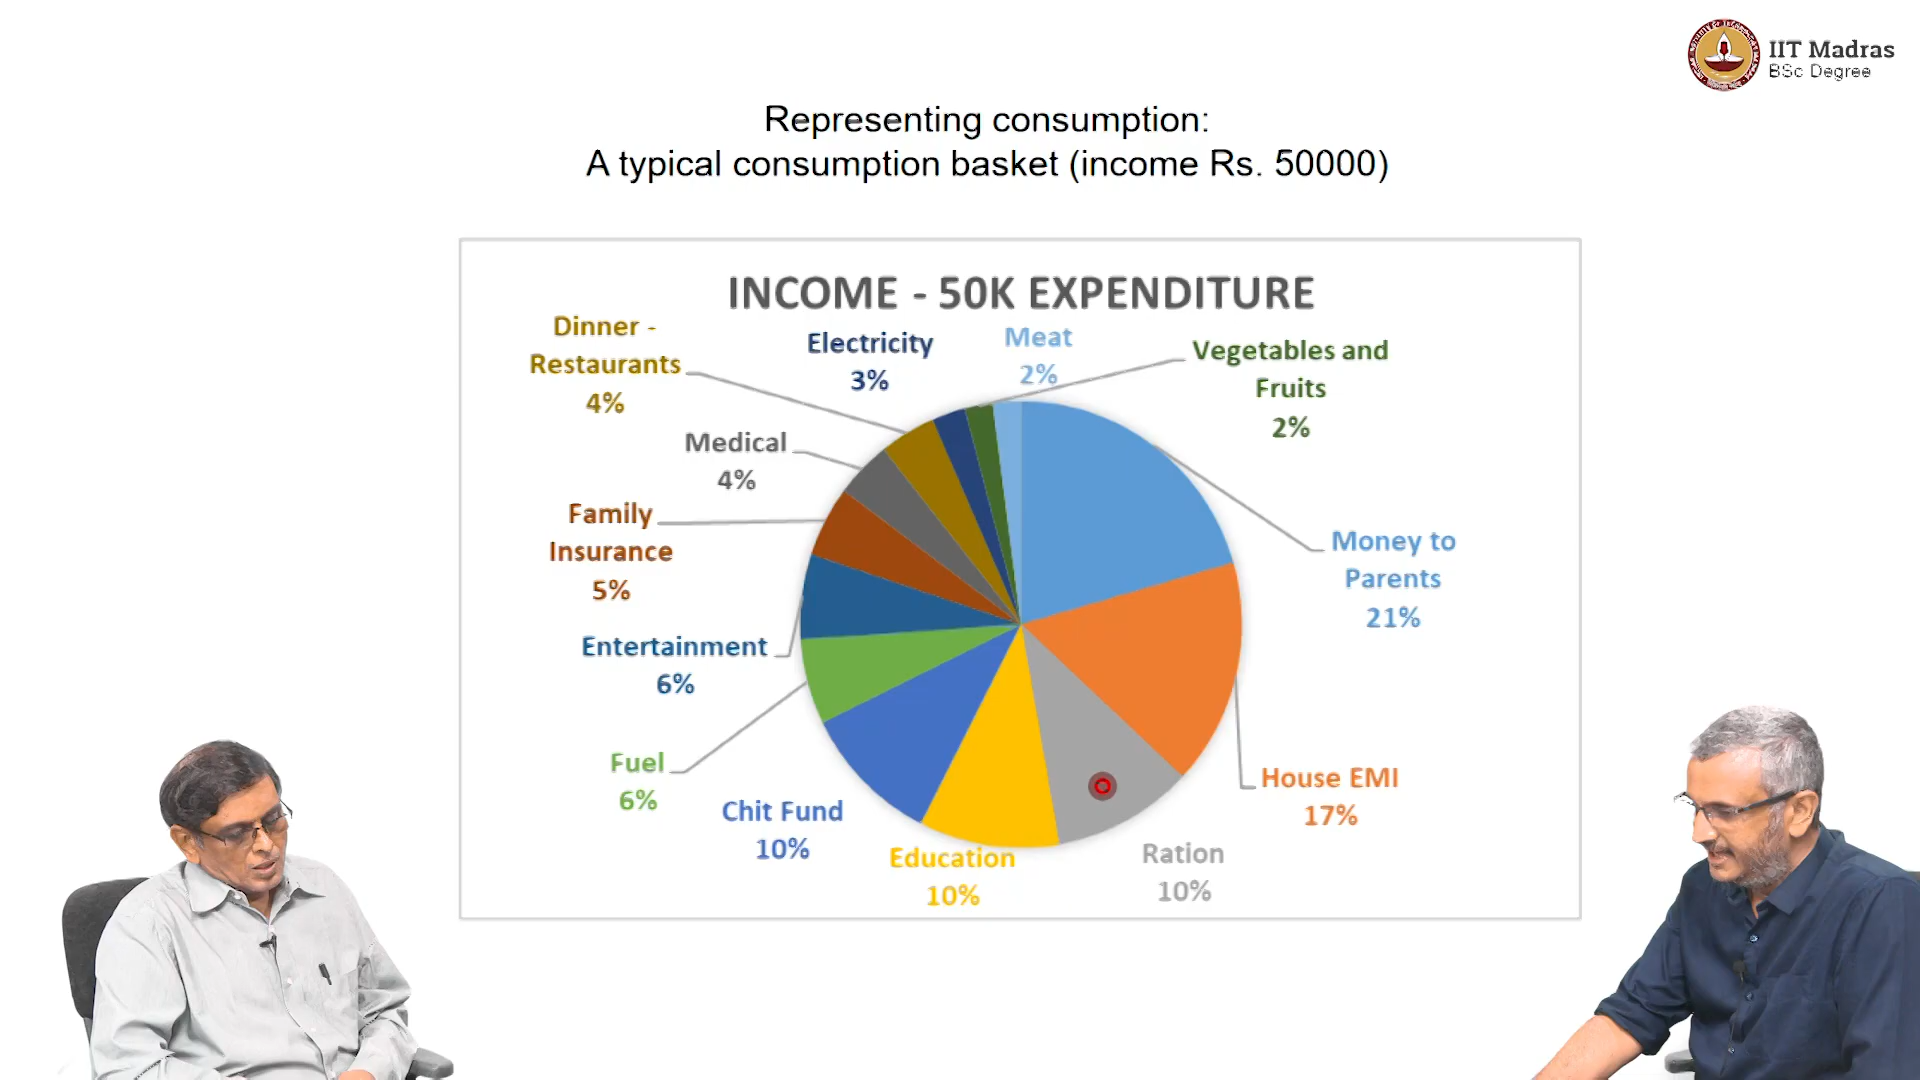 IIT Madras
BSc Degree
Representing consumption:
A typical consumption basket (income Rs. 50000)
INCOME - 50K EXPENDITURE
Dinner -
Restaurants
4%
Electricity
3%
Meat
2%
Vegetables and
Fruits
2%
Medical
4%
Family
Insurance
5%
Money to
Parents
21%
Entertainment
6%
Fuel
6%
House EMI
17%
Chit Fund
10%
Education
10%
Ration
10%